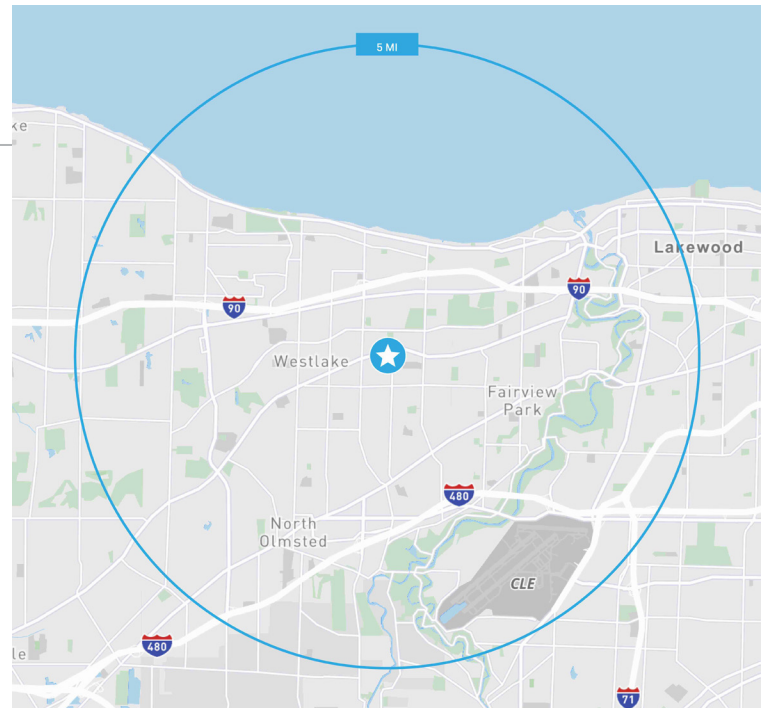 5 MI
ke
Lakewood
90
90
Westlake
Fairview
Park
480
North
Olmsted
CLE
480
le
71